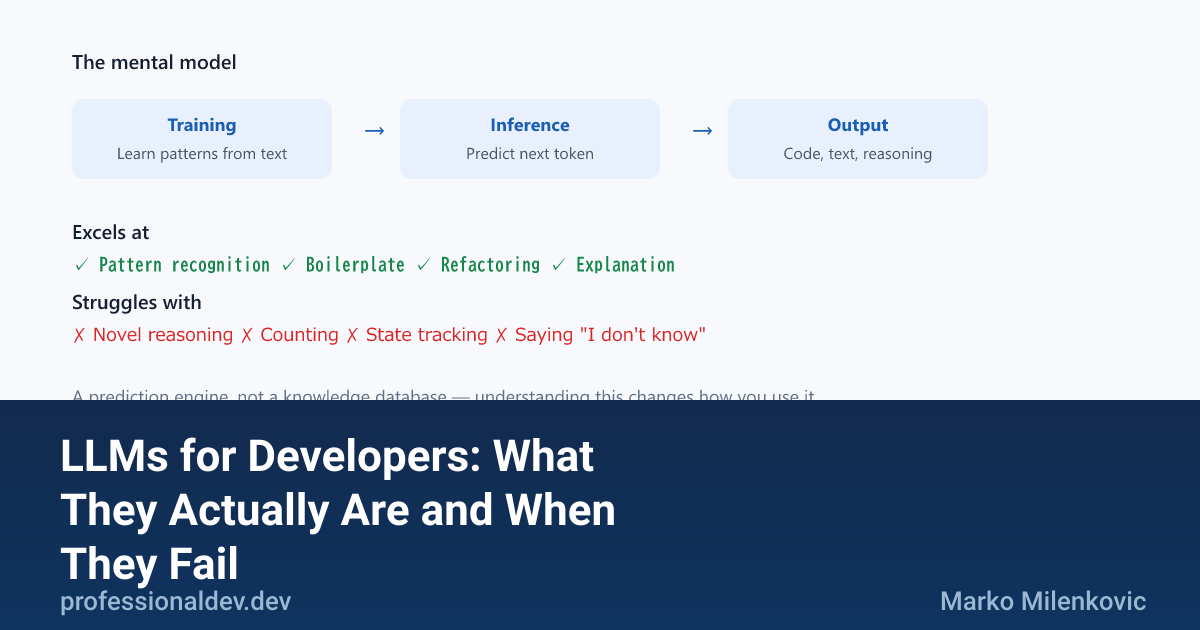 The mental model
Training → Inference → Output
Learn patterns from text Predict next token Code, text, reasoning
Excels at
✓ Pattern recognition ✓ Boilerplate ✓ Refactoring ✓ Explanation
Struggles with
✗ Novel reasoning ✗ Counting ✗ State tracking ✗ Saying "I don't know"
A prediction engine, not a knowledge database — understanding this changes how you use it
LLMs for Developers: What
They Actually Are and When
They Fail
professionaldev.dev
Marko Milenkovic